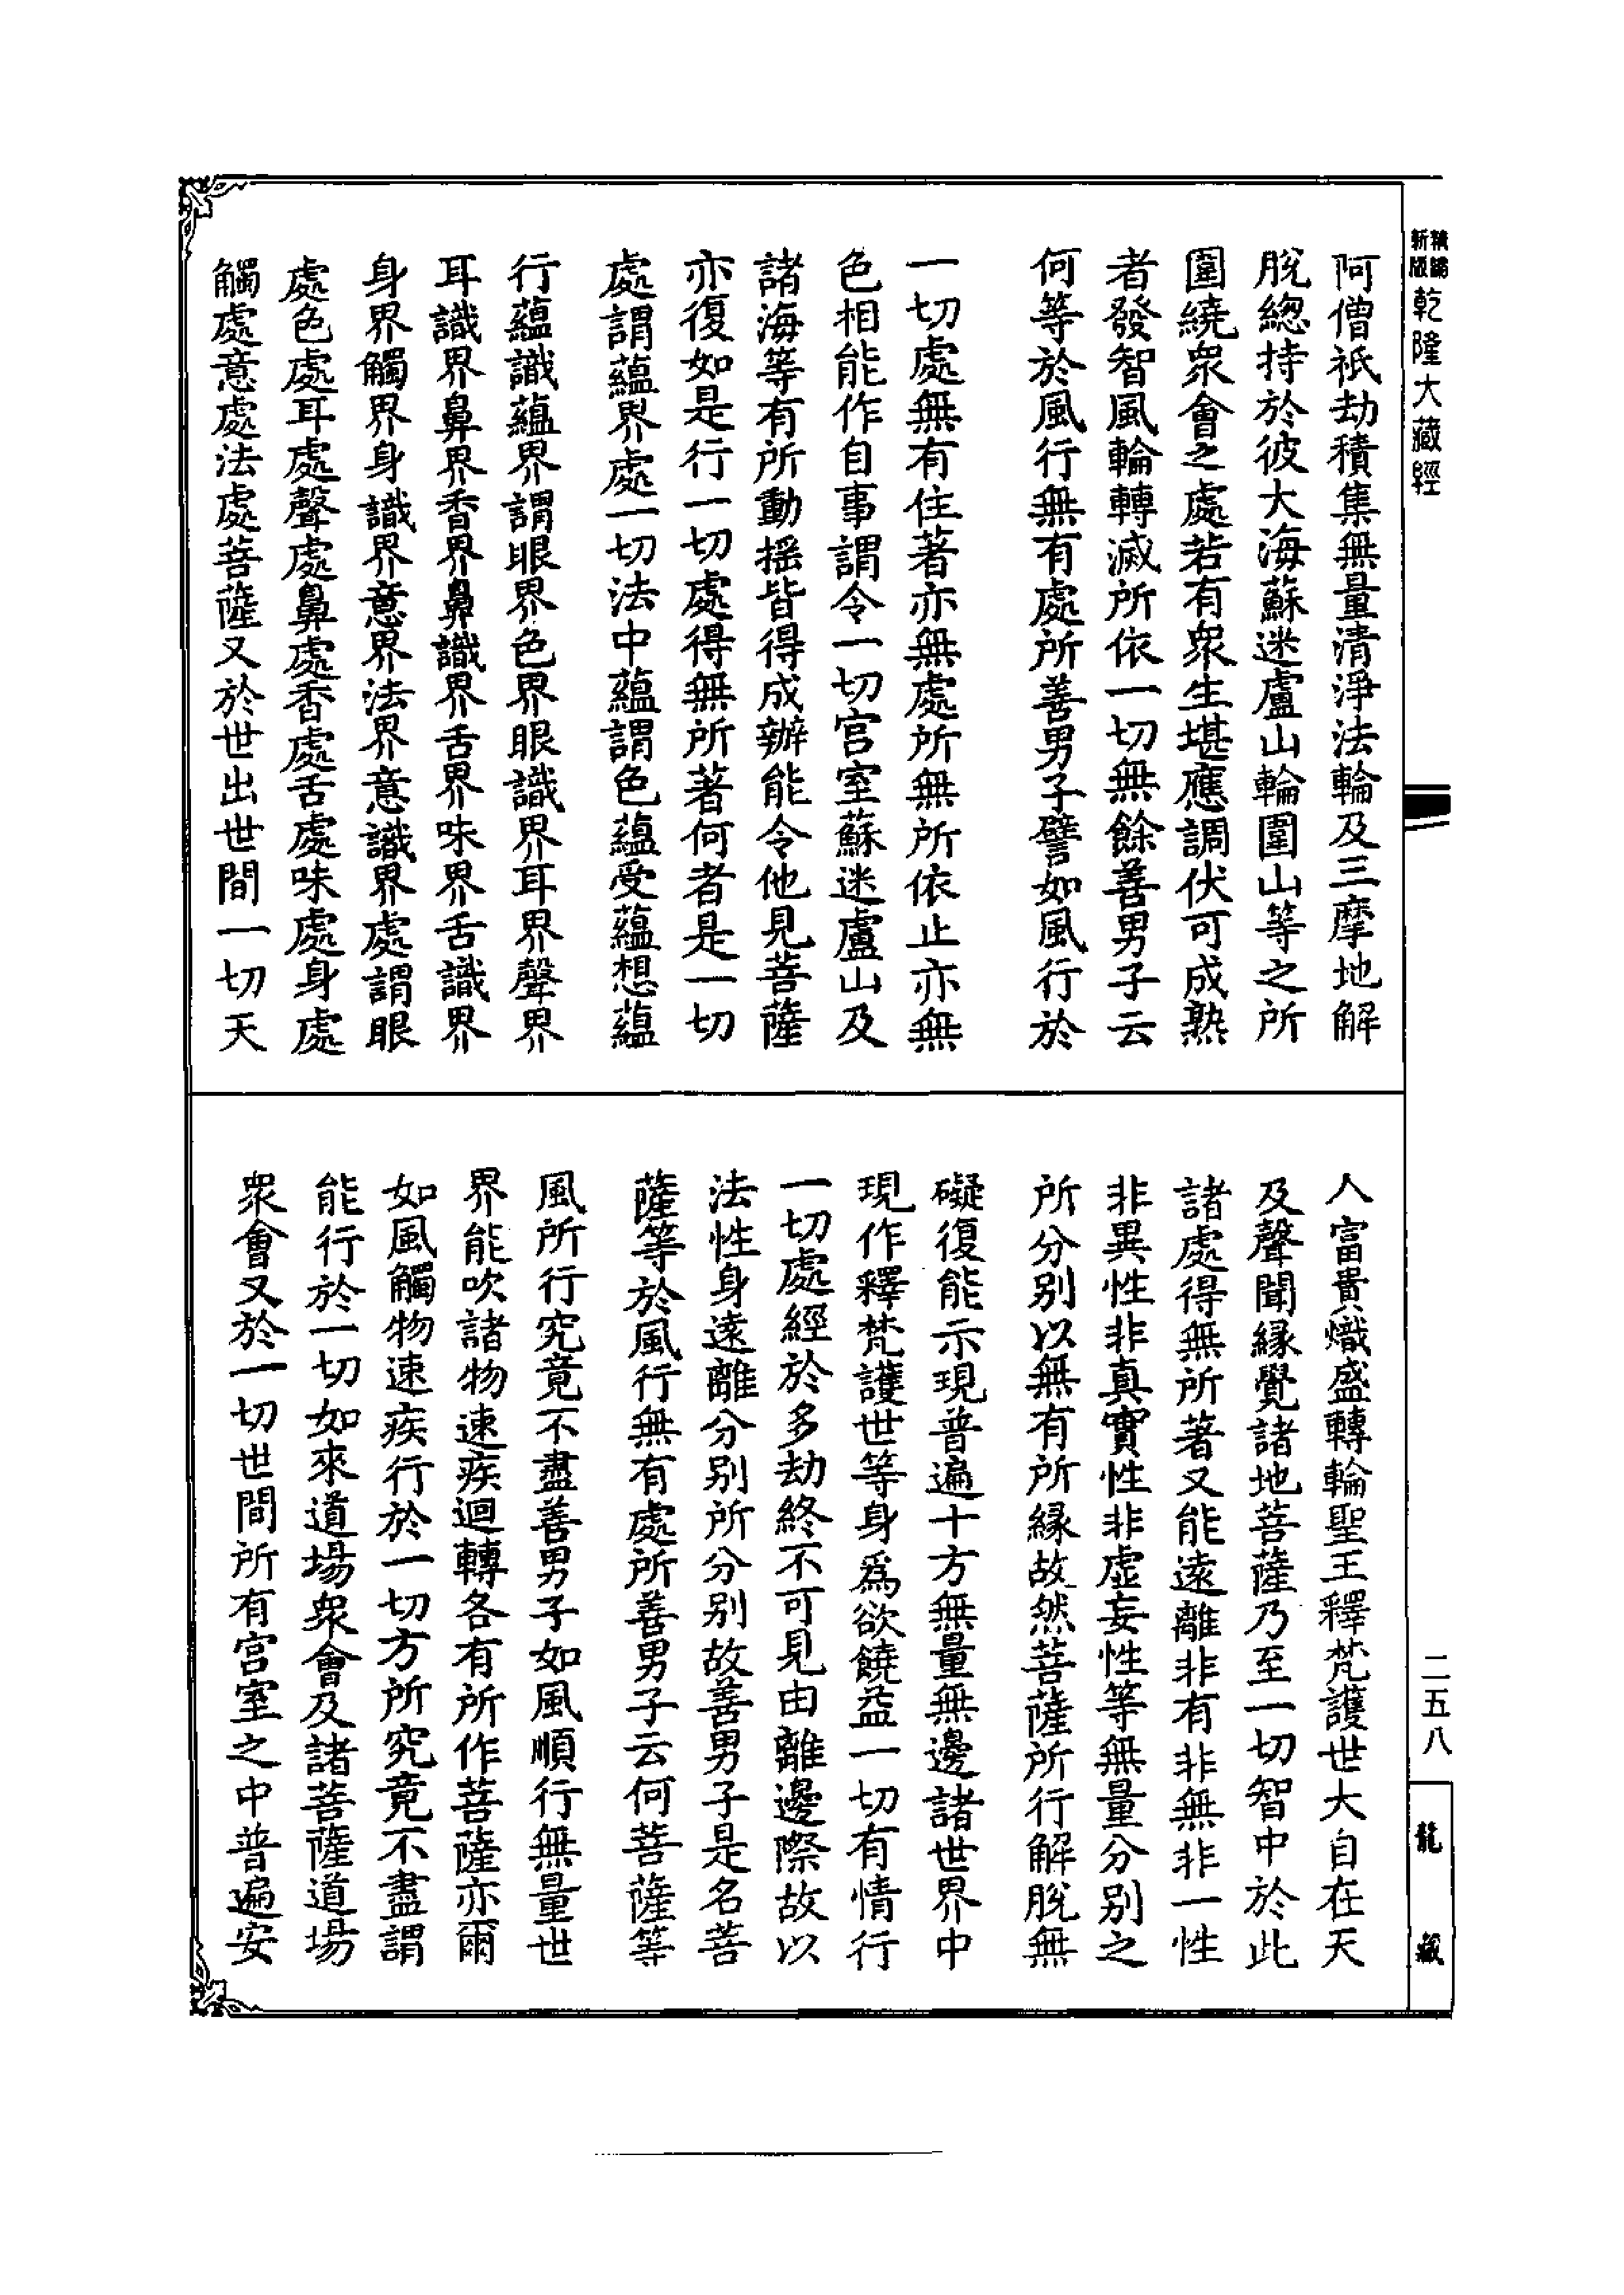 新版
精編
乾隆大藏經
阿僧祇劫積集無量清淨法輪及三摩地解
脫總持於彼大海蘇迷盧山輪圍山等之所
圍繞衆會之處若有衆生堪應調伏可成熟
者發智風輪轉滅所依一切無餘善男子云
何等於風行無有處所善男子譬如風行於
一切處無有住著亦無處所無所依止亦無
色相能作自事謂令一切宫室蘇迷盧山及
諸海等有所動揺皆得成辦能令他見菩薩
亦復如是行一切處得無所著何者是一切
處謂蘊界處一切法中蘊謂色蘊受蘊想蘊
行蘊識蘊界謂眼界色界眼識界耳界聲界
耳識界鼻界香界鼻識界舌界味界舌識界
身界觸界身識界意界法界意識界處謂眼
處色處耳處聲處鼻處香處舌處味處身處
觸處意處法處菩薩又於世出世間一切天
人富貴熾盛轉輪聖王釋梵護世大自在天
及聲聞緣覺諸地菩薩乃至一切智中於此
諸處得無所著又能遠離非有非無非一性
非異性非真實性非虛妄性等無量分別之
所分別以無有所緣故然菩薩所行解脫無
礙復能示現普遍十方無量無邊諸世界中
現作釋梵護世等身爲欲饒益一切有情行
一切處經於多劫終不可見由離邊際故以
法性身遠離分別所分別故善男子是名菩
薩等於風行無有處所善男子云何菩薩等
風所行究竟不盡善男子如風順行無量世
界能吹諸物速疾迴轉各有所作菩薩亦爾
如風觸物速疾行於一切方所究竟不盡謂
能行於一切如來道場衆會及諸菩薩道場
衆會又於一切世間所有宫室之中普遍安
二五八
龍藏